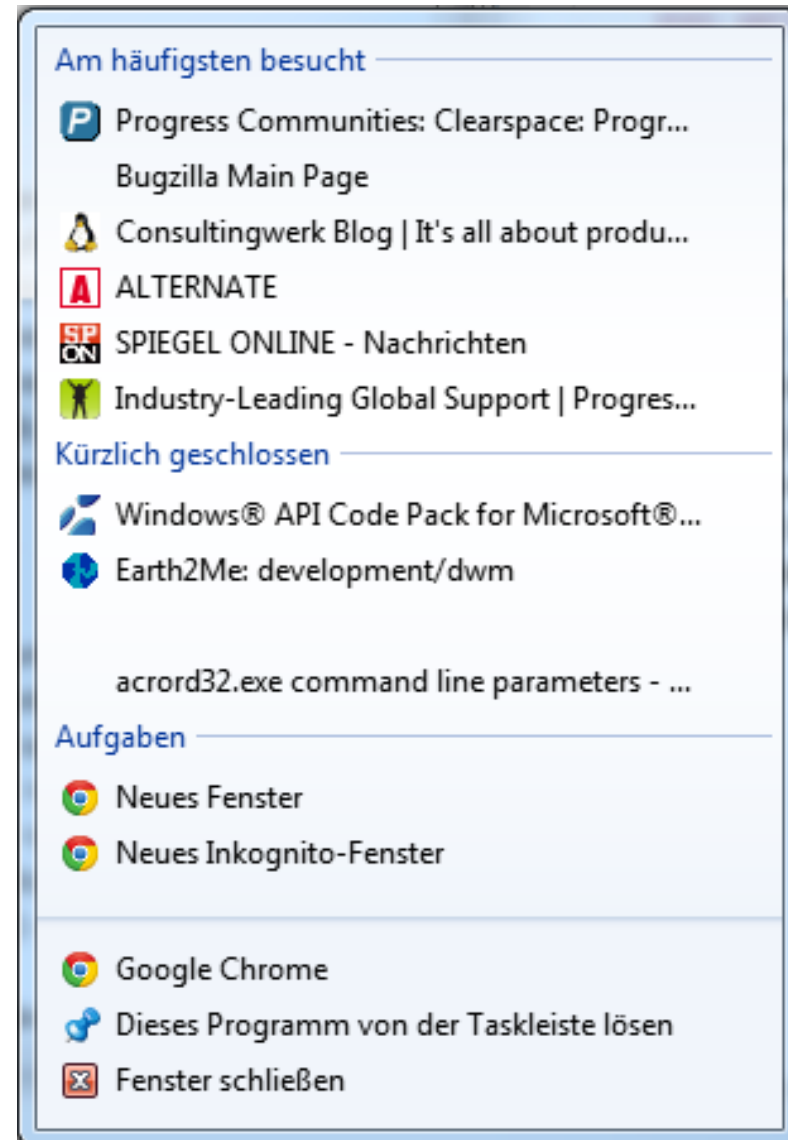 Am häufigsten besucht
Progress Communities: Clearspace: Progr...
Bugzilla Main Page
Consultingwerk Blog | It's all about produ...
A ALTERNATE
SP ON SPIEGEL ONLINE - Nachrichten
Industry-Leading Global Support | Progres...
Kürzlich geschlossen
Windows® API Code Pack for Microsoft®...
Earth2Me: development/dwm
acrord32.exe command line parameters - ...
Aufgaben
Neues Fenster
Neues Inkognito-Fenster
Google Chrome
Dieses Programm von der Taskleiste lösen
Fenster schließen